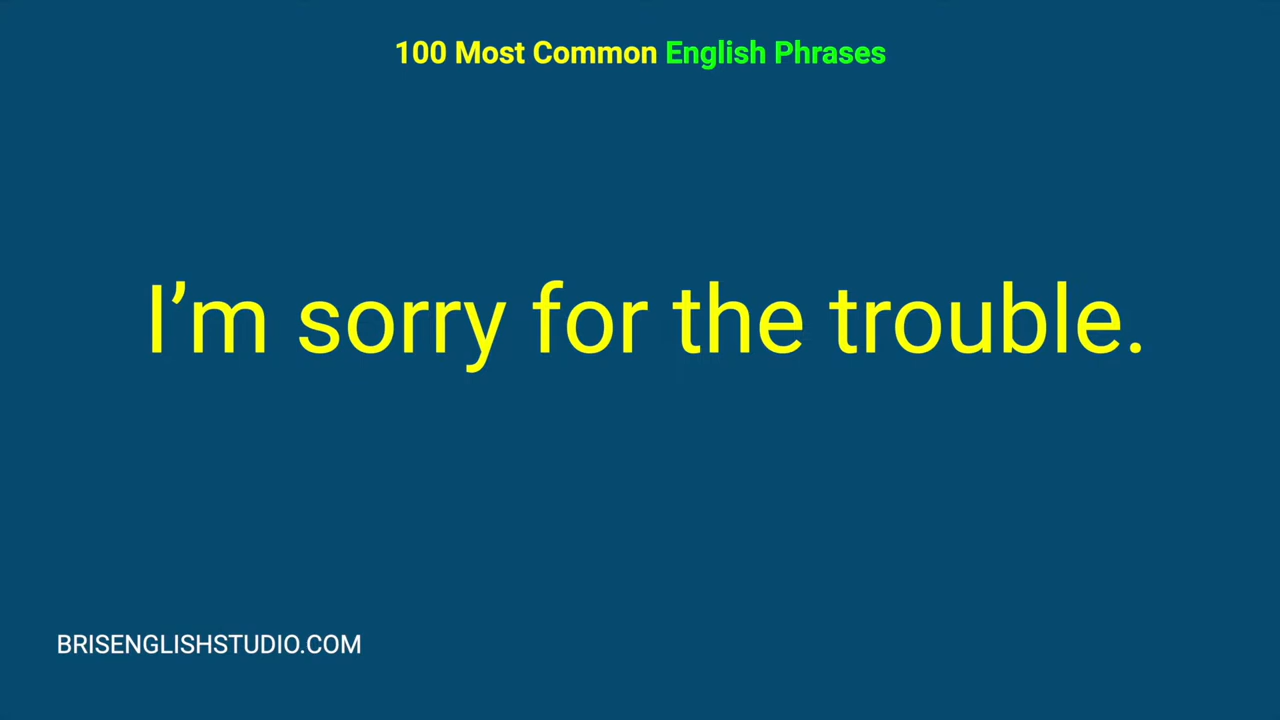 100 Most Common English Phrases
I’m sorry for the trouble.
BRISENGLISHSTUDIO.COM